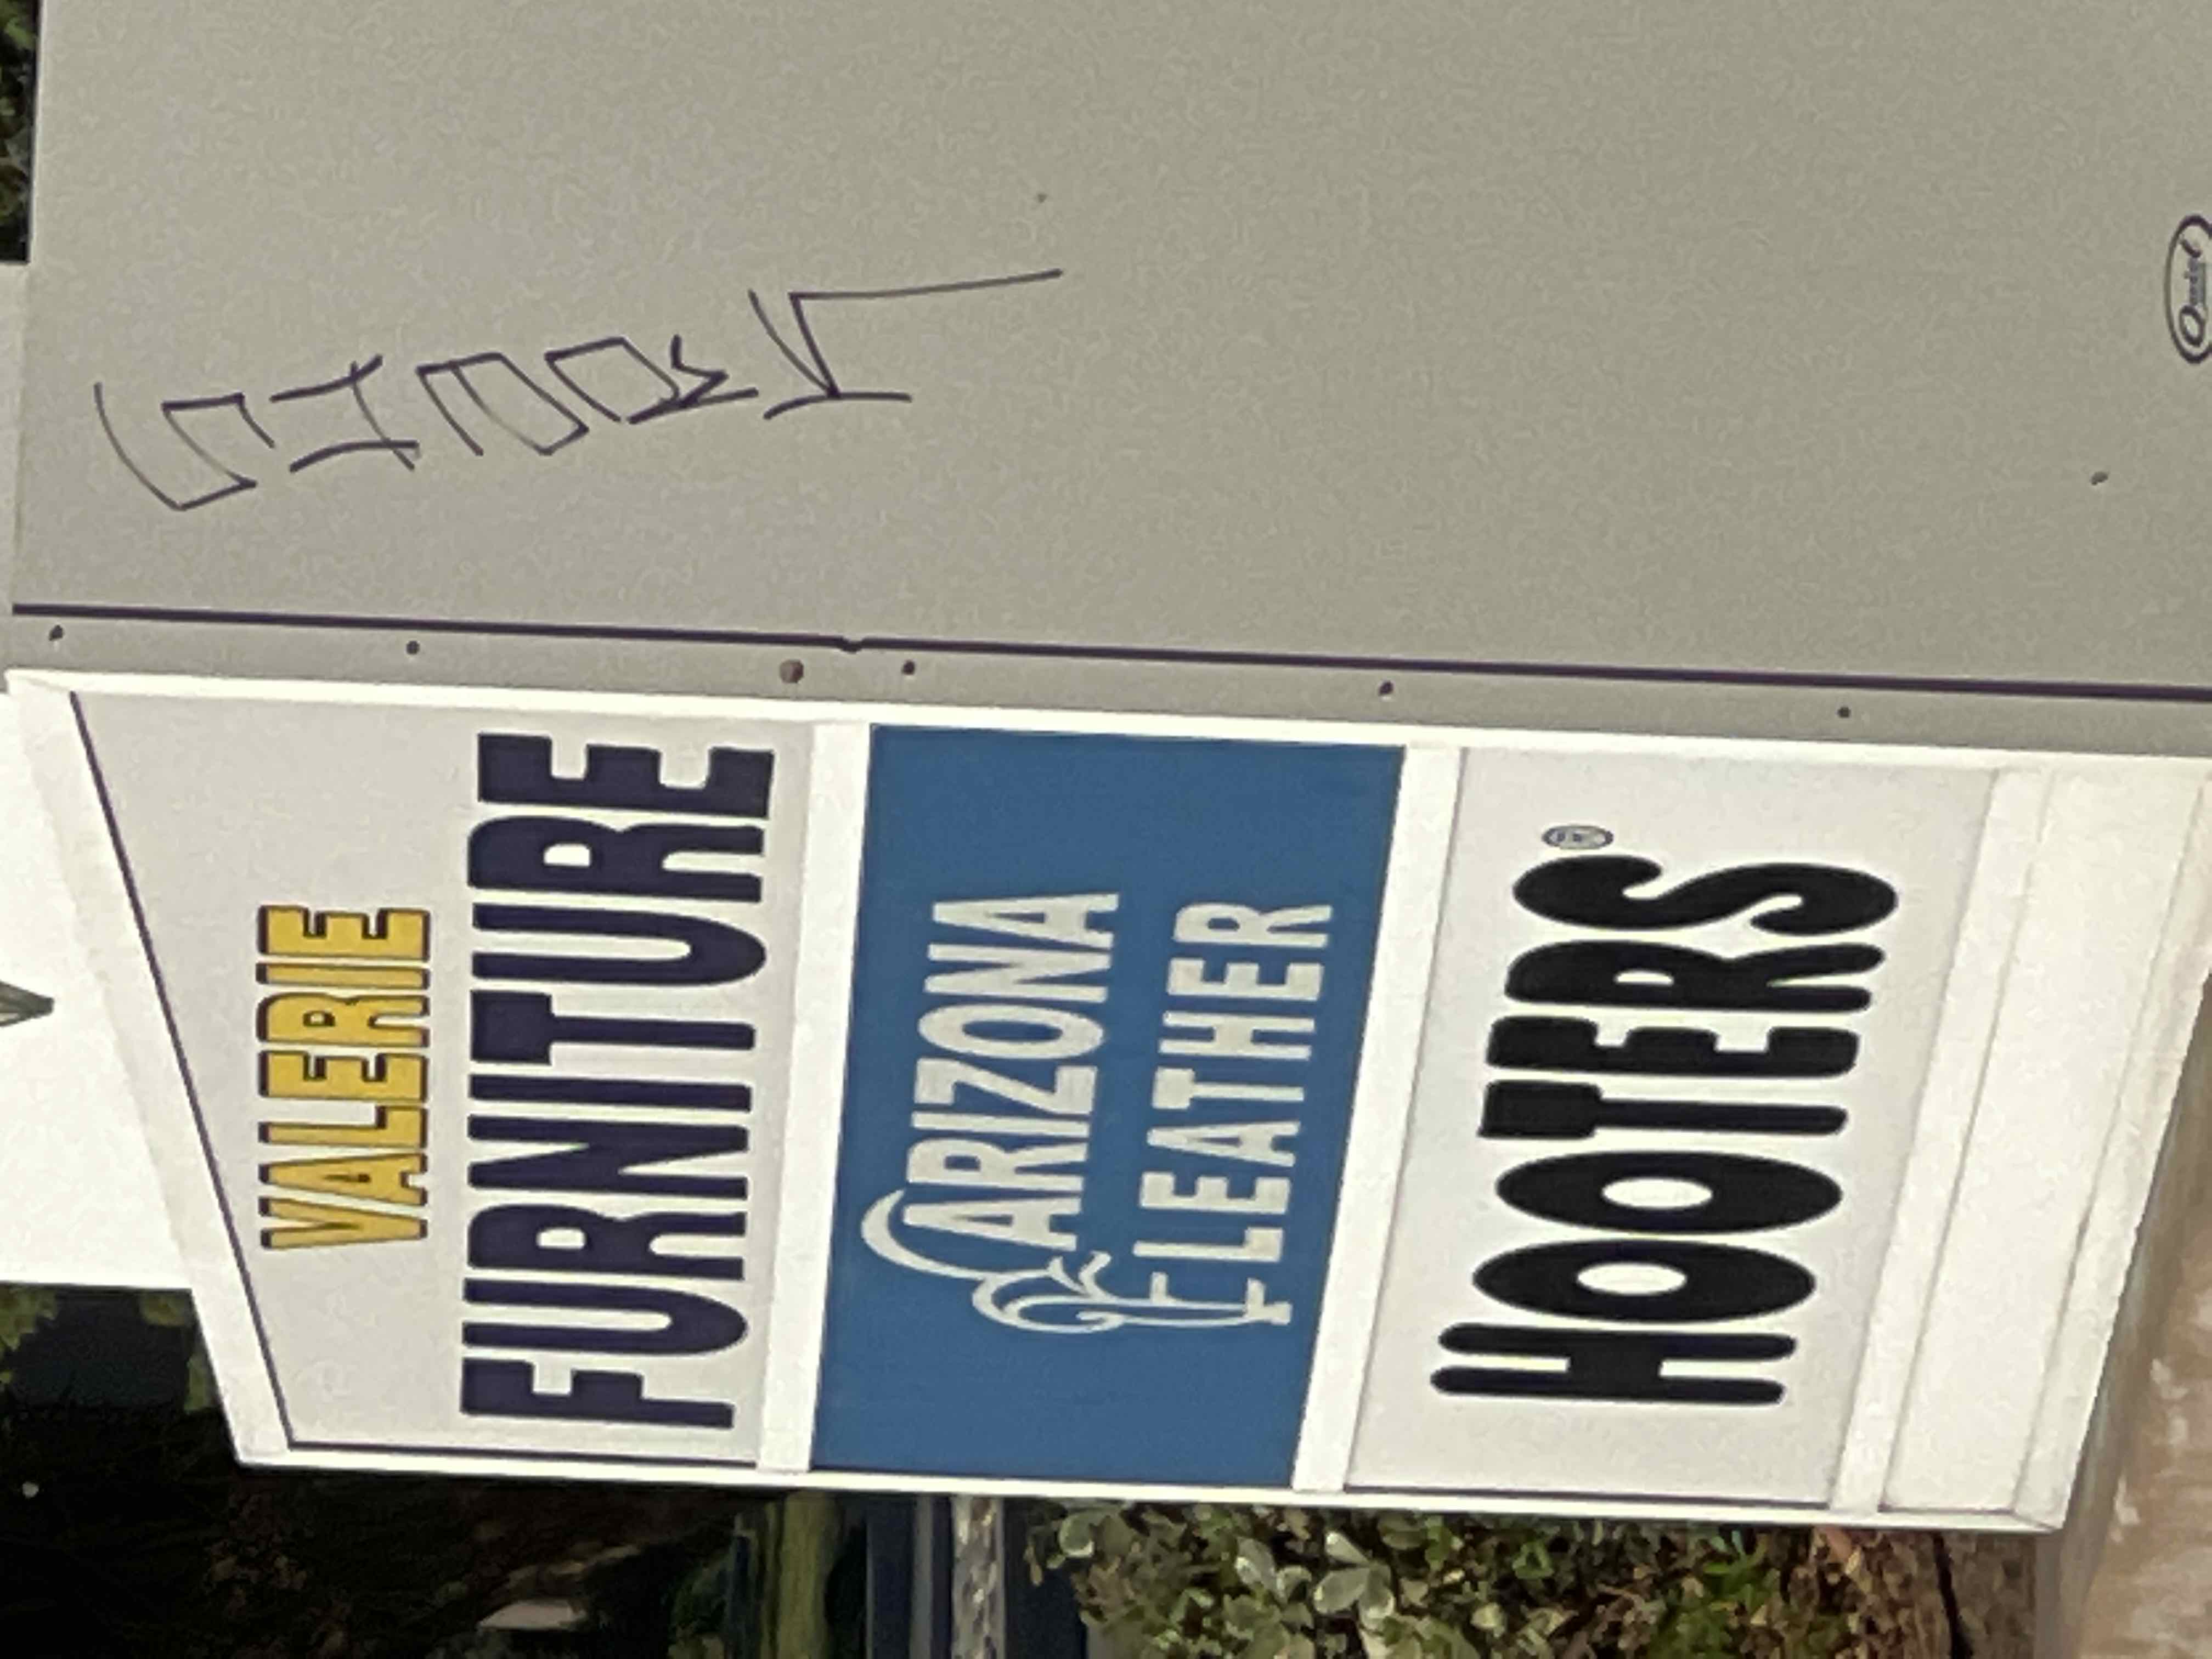 VALERIE
FURNITURE
ARIZONA
LEATHER
HOOTERS®